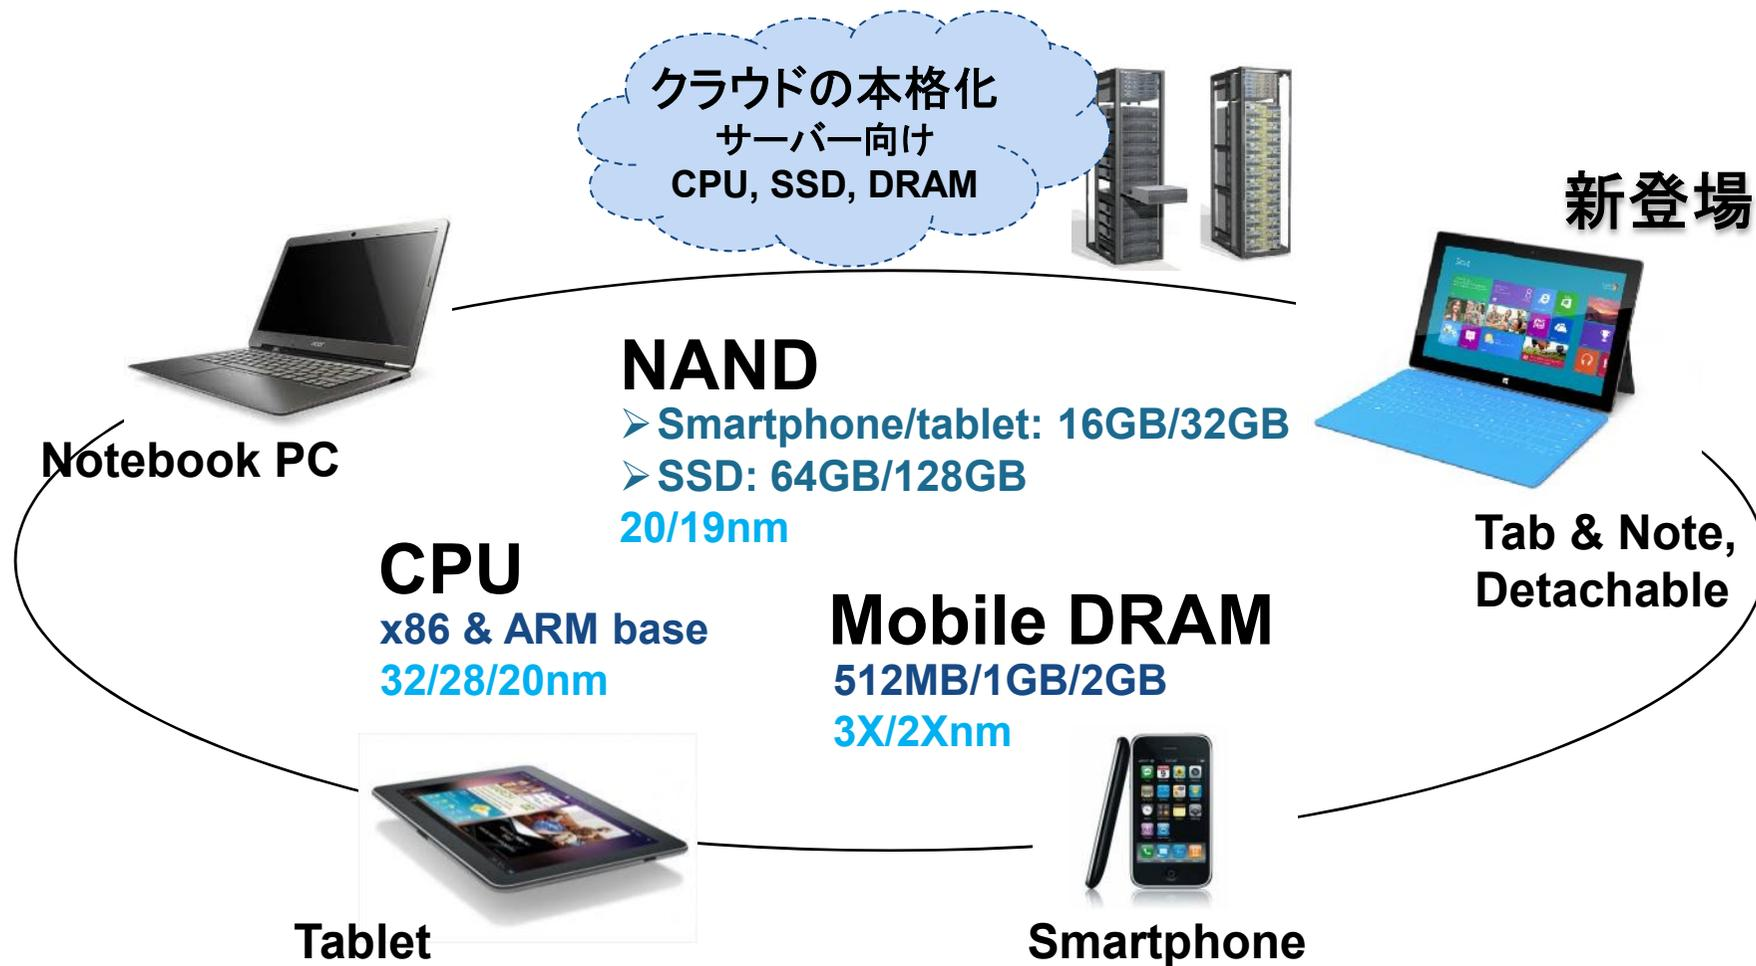 クラウドの本格化
サーバー向け
CPU, SSD, DRAM
新登場
Notebook PC
NAND
➢Smartphone/tablet: 16GB/32GB
➢SSD: 64GB/128GB
20/19nm
Tab & Note,
Detachable
CPU
x86 & ARM base
32/28/20nm
Mobile DRAM
512MB/1GB/2GB
3X/2Xnm
Tablet
Smartphone